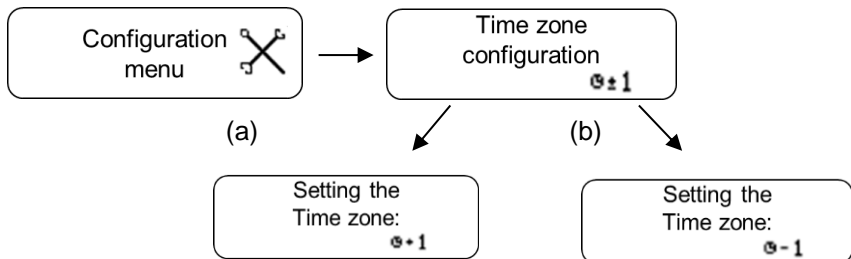 Configuration
menu
Time zone
configuration
± 1
(a)
(b)
Setting the
Time zone:
+ 1
Setting the
Time zone:
- 1